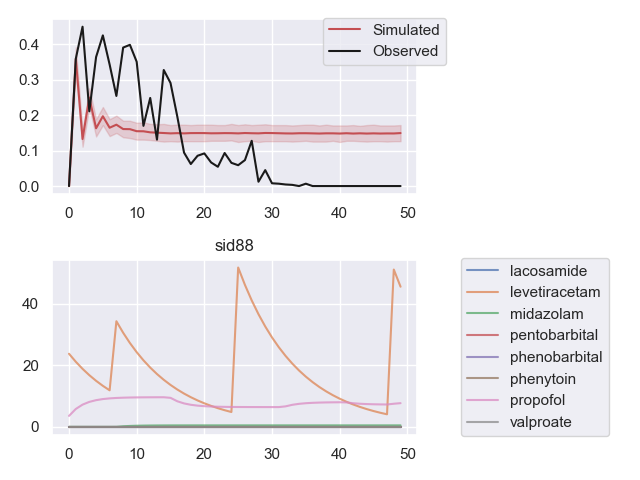 Simulated
Observed
0.4
0.3
0.2
0.1
0.0
0 10 20 30 40 50
sid88
40
20
0
0 10 20 30 40 50
lacosamide
levetiracetam
midazolam
pentobarbital
phenobarbital
phenytoin
propofol
valproate